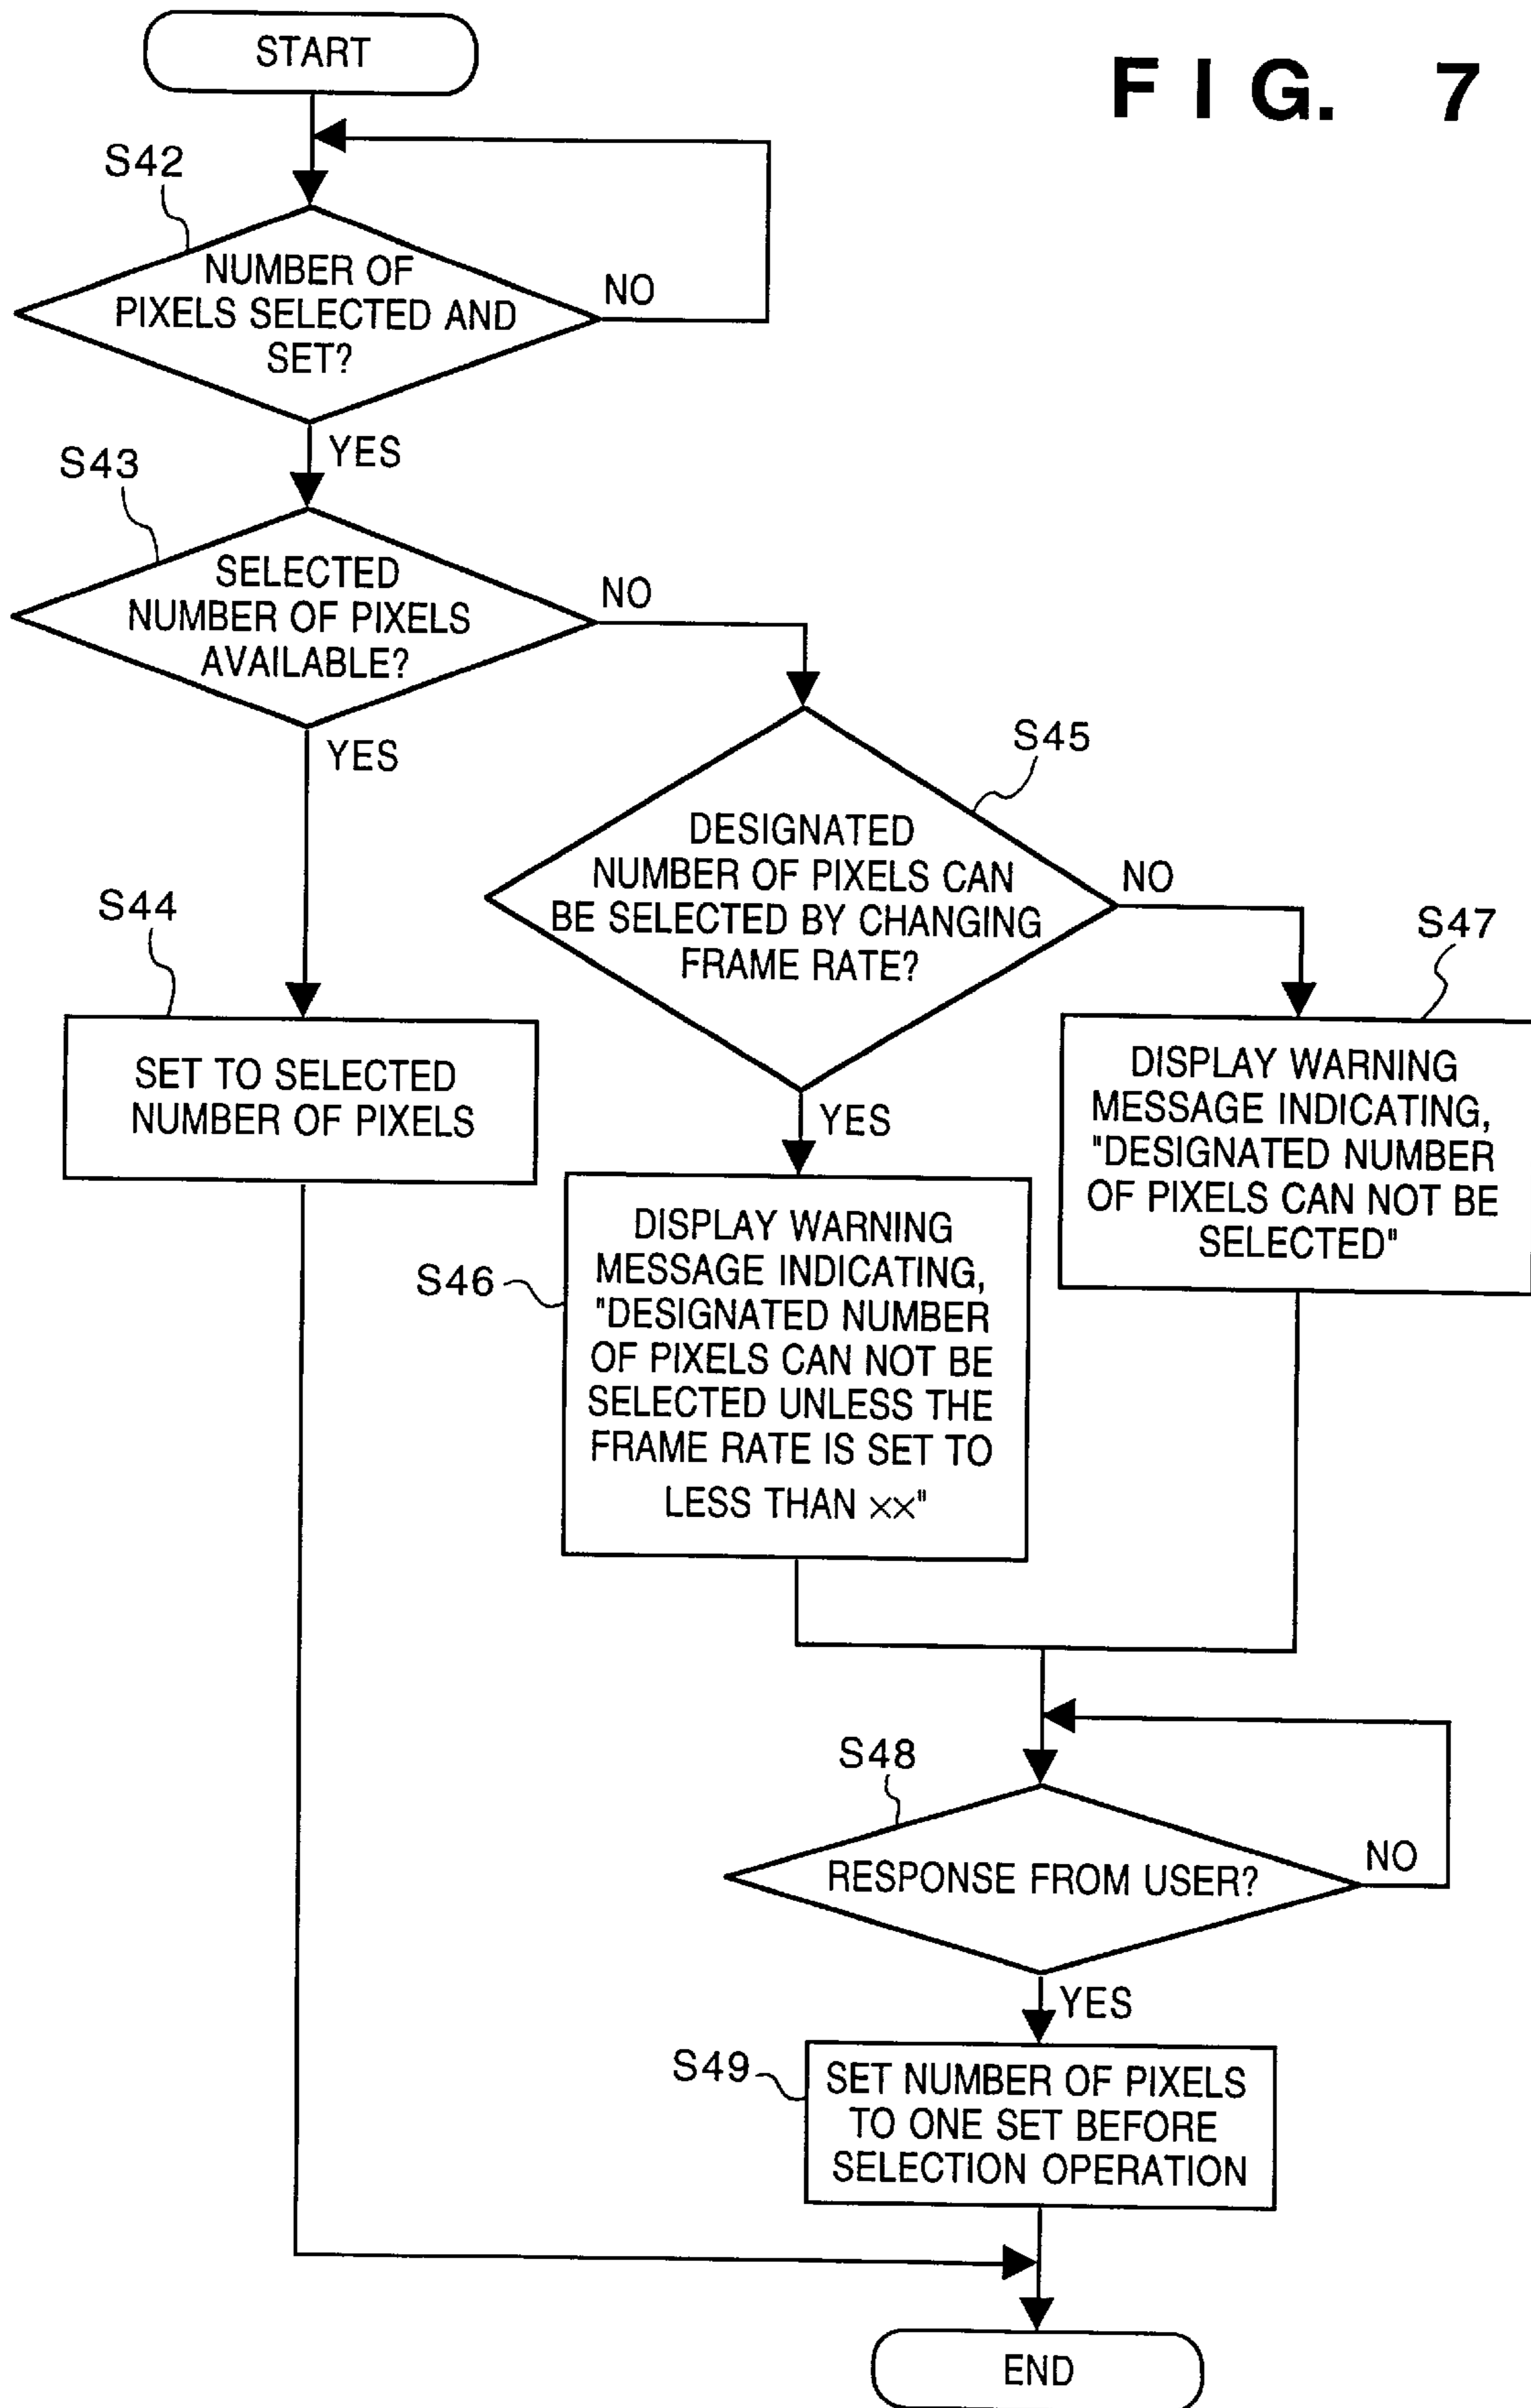 START
FIG. 7
S42
NUMBER OF
PIXELS SELECTED AND
SET?
NO
YES
S43
SELECTED
NUMBER OF PIXELS
AVAILABLE?
NO
YES
S45
DESIGNATED
NUMBER OF PIXELS CAN
BE SELECTED BY CHANGING
FRAME RATE?
NO
YES
S44
SET TO SELECTED
NUMBER OF PIXELS
S47
DISPLAY WARNING
MESSAGE INDICATING,
"DESIGNATED NUMBER
OF PIXELS CAN NOT BE
SELECTED"
S46
DISPLAY WARNING
MESSAGE INDICATING,
"DESIGNATED NUMBER
OF PIXELS CAN NOT BE
SELECTED UNLESS THE
FRAME RATE IS SET TO
LESS THAN ××"
S48
RESPONSE FROM USER?
NO
YES
S49
SET NUMBER OF PIXELS
TO ONE SET BEFORE
SELECTION OPERATION
END